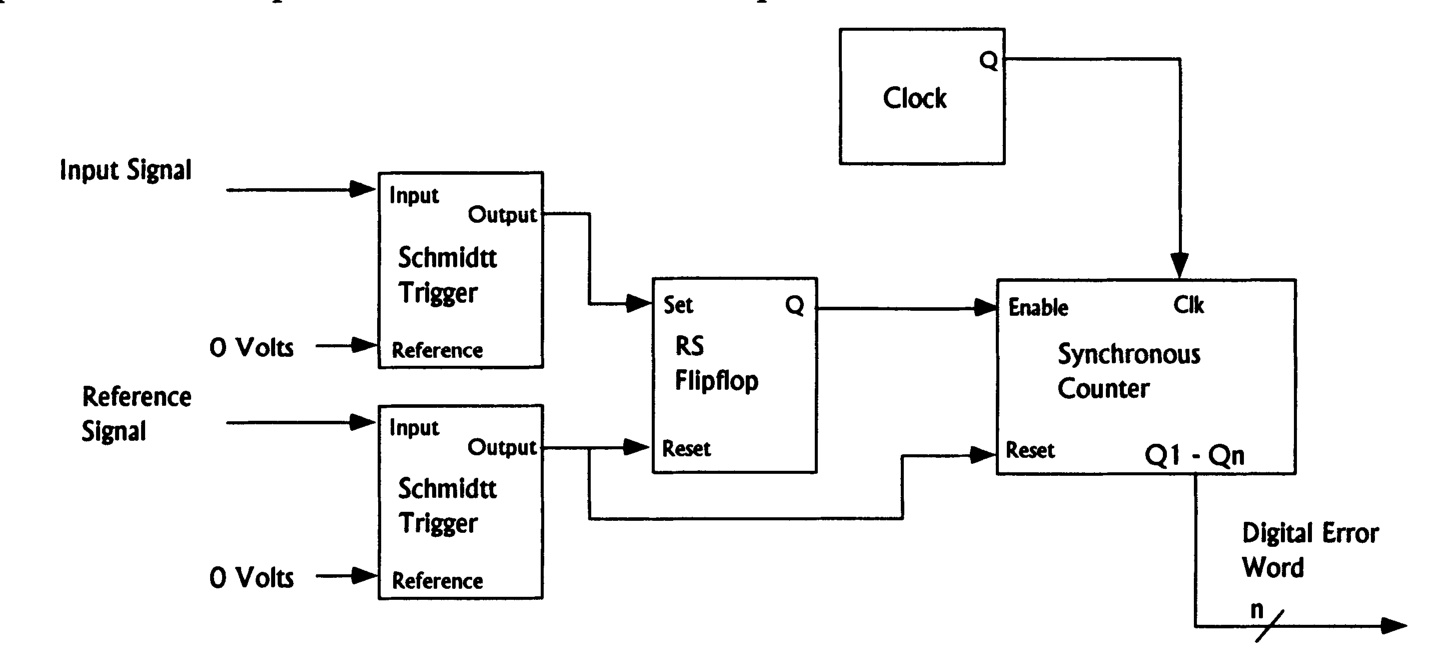 Q
Clock
Input Signal
Input
Output
Schmidtt
Trigger
0 Volts
Reference
Set
Q
RS
Flipflop
Reset
Enable
Clk
Synchronous
Counter
Reset
Q1 - Qn
Reference
Signal
Input
Output
Schmidtt
Trigger
0 Volts
Reference
Digital Error
Word
n